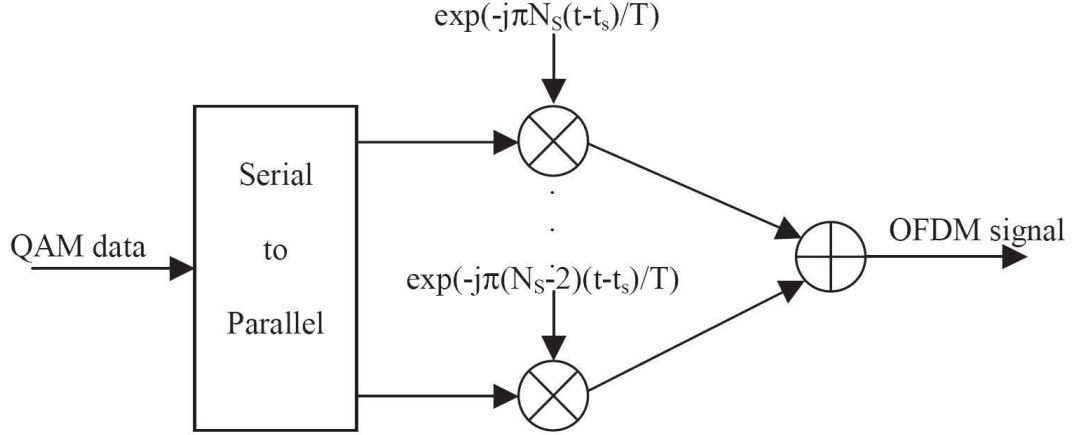 exp(-jπN_S(t-t_s)/T)
Serial
to
Parallel
QAM data
OFDM signal
exp(-jπ(N_S-2)(t-t_s)/T)